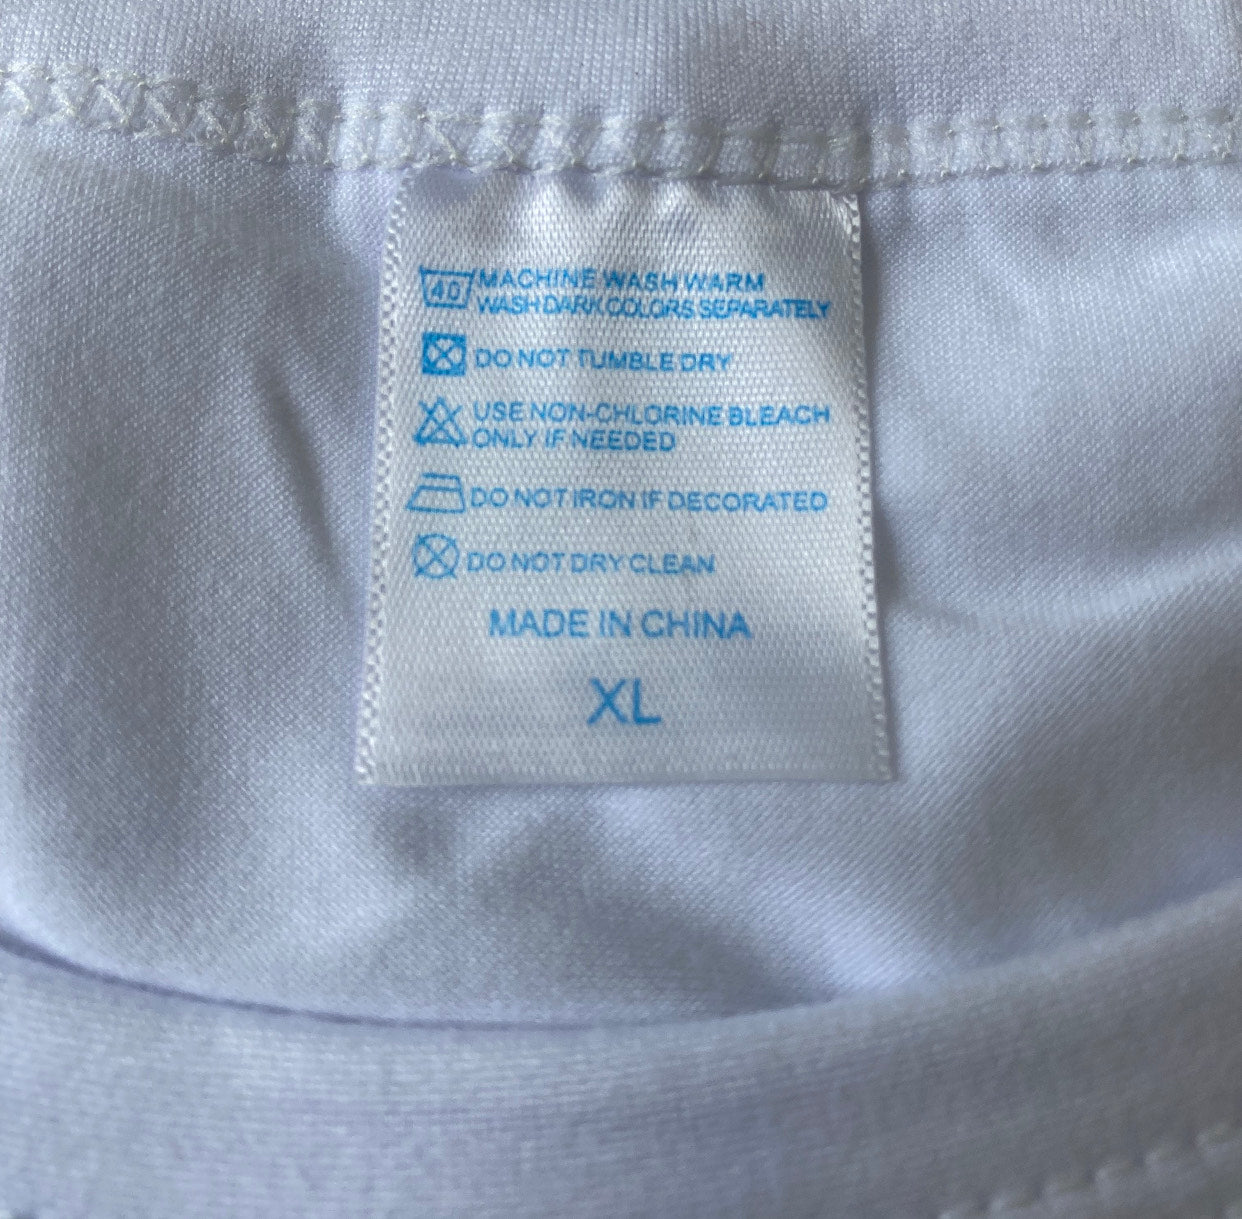 40 MACHINE WASH WARM
WASH DARK COLORS SEPARATELY
DO NOT TUMBLE DRY
USE NON-CHLORINE BLEACH
ONLY IF NEEDED
DO NOT IRON IF DECORATED
DO NOT DRY CLEAN
MADE IN CHINA
XL